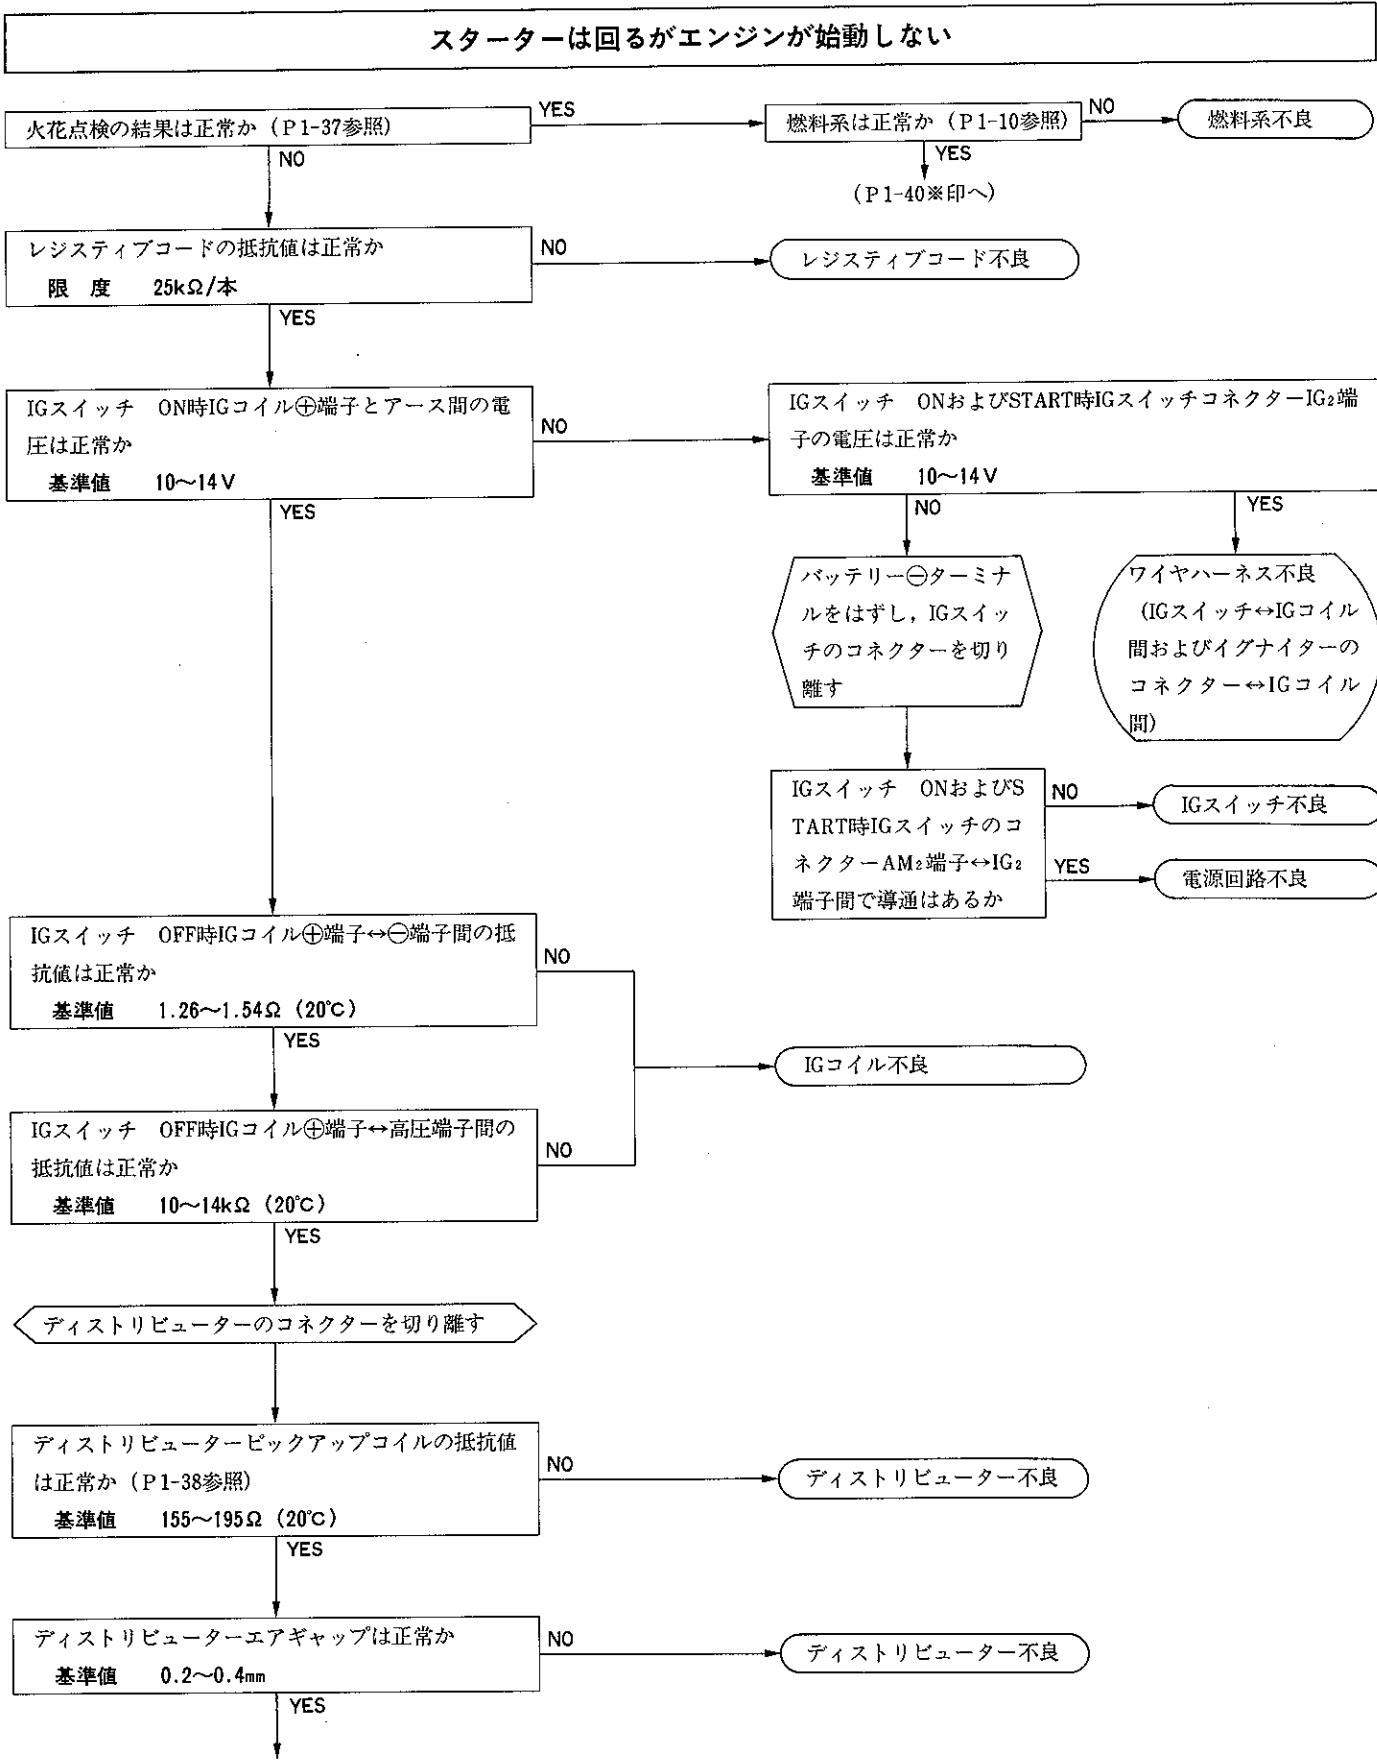 スターターは回るがエンジンが始動しない
火花点検の結果は正常か（P1-37参照）
YES
燃料系は正常か（P1-10参照）
NO
燃料系不良
NO
YES
（P1-40※印へ）
レジスティブコードの抵抗値は正常か
限　度　25kΩ/本
NO
レジスティブコード不良
YES
IGスイッチ　ON時IGコイル⊕端子とアース間の電
圧は正常か
基準値　10〜14V
NO
IGスイッチ　ONおよびSTART時IGスイッチコネクターIG₂端
子の電圧は正常か
基準値　10〜14V
YES
NO
YES
バッテリー⊖ターミナ
ルをはずし，IGスイッ
チのコネクターを切り
離す
ワイヤハーネス不良
（IGスイッチ↔IGコイル
間およびイグナイターの
コネクター↔IGコイル
間）
IGスイッチ　ONおよびS
TART時IGスイッチのコ
ネクターAM₂端子↔IG₂
端子間で導通はあるか
NO
IGスイッチ不良
YES
電源回路不良
IGスイッチ　OFF時IGコイル⊕端子↔⊖端子間の抵
抗値は正常か
基準値　1.26〜1.54Ω（20℃）
NO
YES
IGコイル不良
IGスイッチ　OFF時IGコイル⊕端子↔高圧端子間の
抵抗値は正常か
基準値　10〜14kΩ（20℃）
NO
YES
ディストリビューターのコネクターを切り離す
ディストリビューターピックアップコイルの抵抗値
は正常か（P1-38参照）
基準値　155〜195Ω（20℃）
NO
ディストリビューター不良
YES
ディストリビューターエアギャップは正常か
基準値　0.2〜0.4mm
NO
ディストリビューター不良
YES